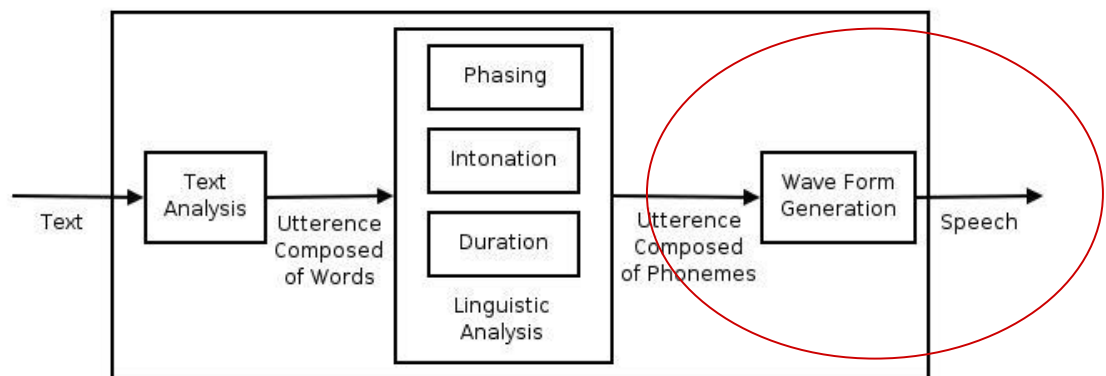 Text
Text
Analysis
Utterence
Composed
of Words
Phasing
Intonation
Duration
Linguistic
Analysis
Utterence
Composed
of Phonemes
Wave Form
Generation
Speech